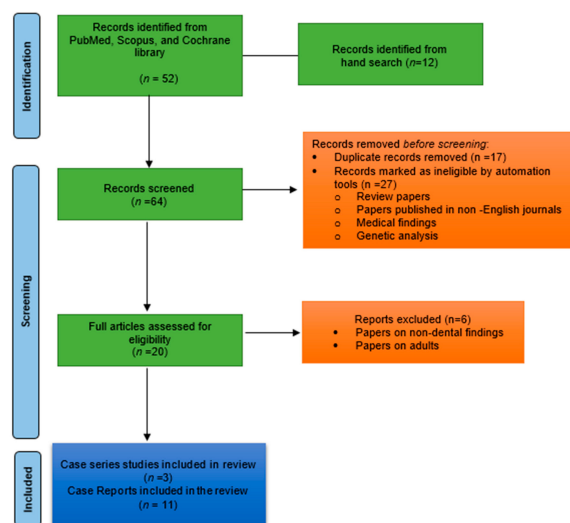 Identification
Records identified from
PubMed, Scopus, and Cochrane
library
(n = 52)
Records identified from
hand search (n=12)
Screening
Records screened
(n =64)
Records removed before screening:
• Duplicate records removed (n =17)
• Records marked as ineligible by automation
tools (n =27)
o Review papers
o Papers published in non -English journals
o Medical findings
o Genetic analysis
Full articles assessed for
eligibility
(n =20)
Reports excluded (n=6)
• Papers on non-dental findings
• Papers on adults
Included
Case series studies included in review
(n =3)
Case Reports included in the review
n = 11)